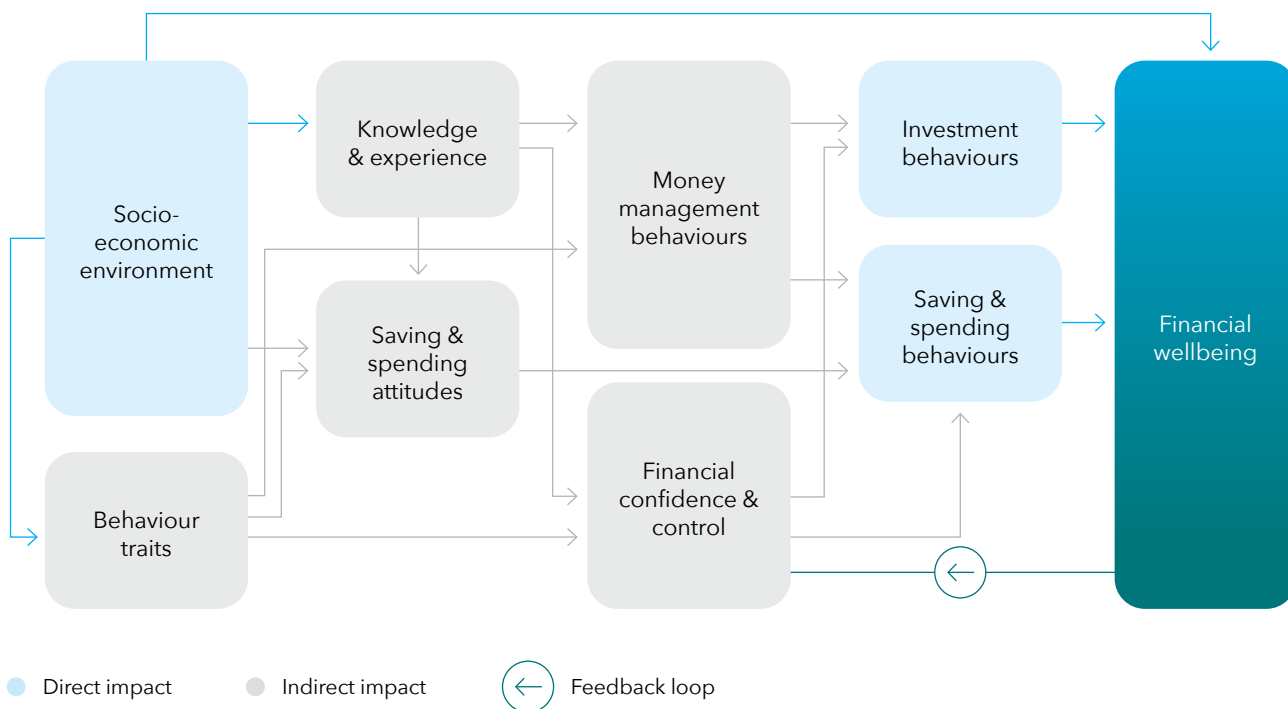 Socio-
economic
environment
Behaviour
traits
Knowledge
& experience
Saving &
spending
attitudes
Money
management
behaviours
Financial
confidence &
control
Investment
behaviours
Saving &
spending
behaviours
Financial
wellbeing
Direct impact
Indirect impact
Feedback loop